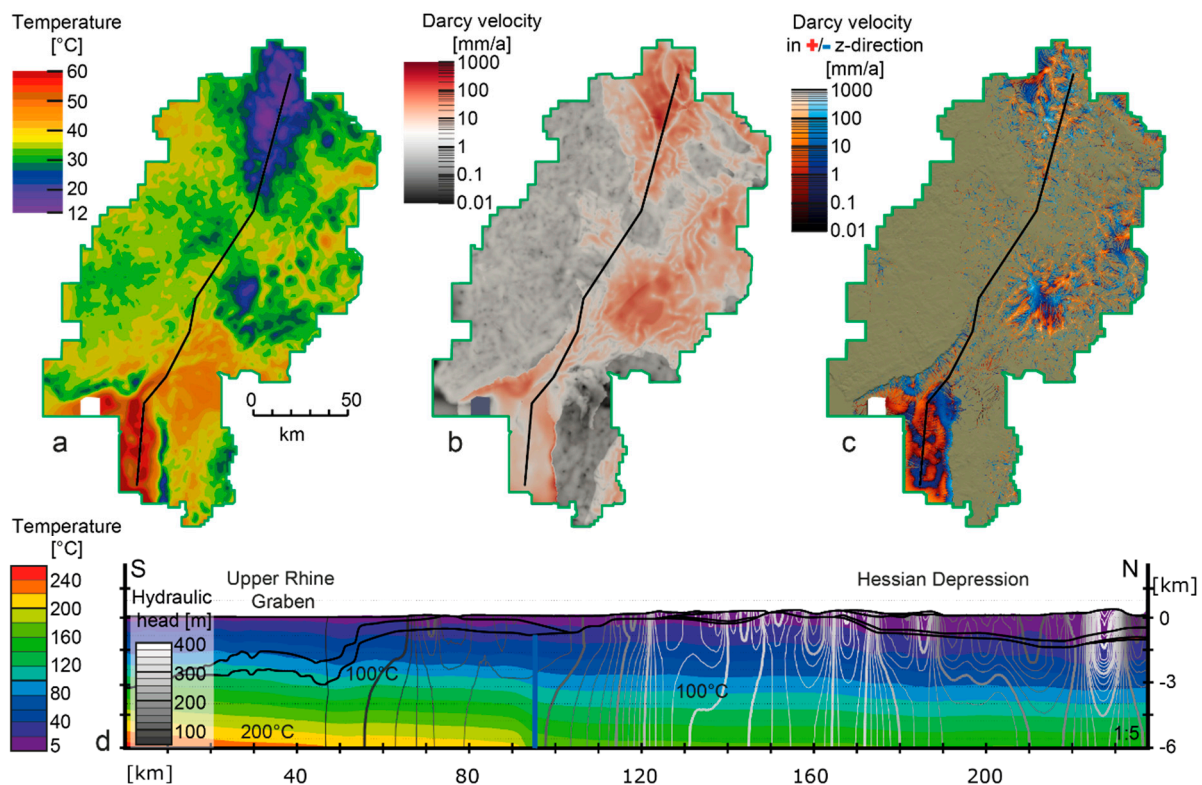 Temperature
[°C]
60
50
40
30
20
12
a
0 50
km
Darcy velocity
[mm/a]
1000
100
10
1
0.1
0.01
b
Darcy velocity
in +/- z-direction
[mm/a]
1000
100
10
1
0.1
0.01
c
Temperature
[°C]
240
200
160
120
80
40
5
d
S
Upper Rhine
Graben
Hessian Depression
N
[km]
Hydraulic
head [m]
400
300
200
100
100°C
200°C
100°C
0
-3
-6
1:5
[km]
40
80
120
160
200